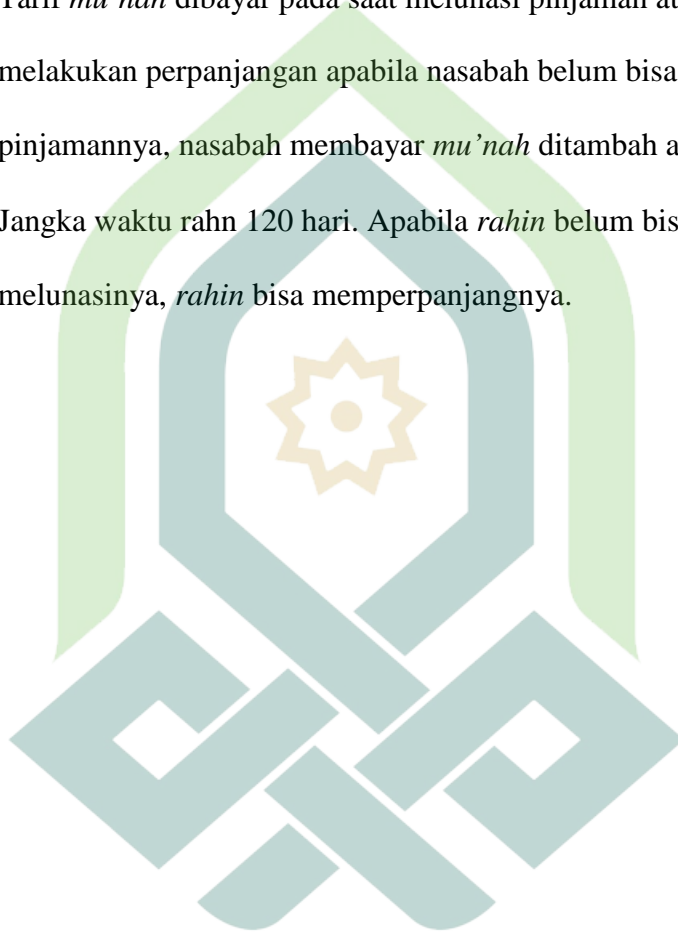 Tarif mu’nah dibayar pada saat melunasi pinjaman
melakukan perpanjangan apabila nasabah belum bisa
pinjamannya, nasabah membayar mu’nah ditambah
Jangka waktu rahn 120 hari. Apabila rahin belum
melunasinya, rahin bisa memperpanjangnya.